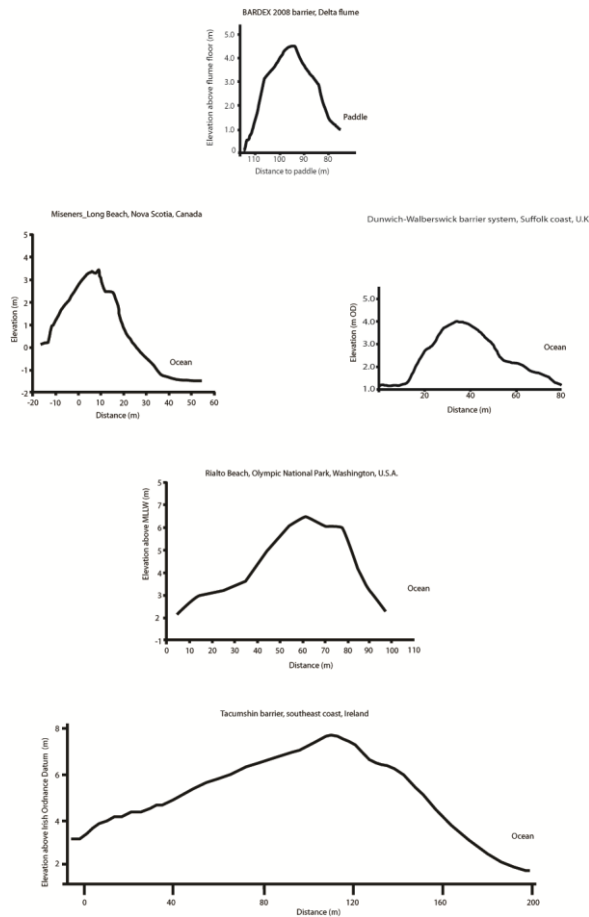 BARDEX 2008 barrier, Delta flume
Elevation above flume floor (m)
5.0
4.0
3.0
2.0
1.0
0
Paddle
110 100 90 80
Distance to paddle (m)
Miseners_Long Beach, Nova Scotia, Canada
Elevation (m)
5
4
3
2
1
0
-1
-2
Ocean
-20 -10 0 10 20 30 40 50 60
Distance (m)
Dunwich-Walberswick barrier system, Suffolk coast, U.K
Elevation (m OD)
5.0
4.0
3.0
2.0
1.0
Ocean
20 40 60 80
Distance (m)
Rialto Beach, Olympic National Park, Washington, U.S.A.
Elevation above MLLW (m)
5
7
6
5
4
3
2
-1
Ocean
0 10 20 30 40 50 60 70 80 90 100 110
Distance (m)
Tacumshin barrier, southeast coast, Ireland
Elevation above Irish Ordnance Datum (m)
8
6
4
2
Ocean
0 40 80 120 160 200
Distance (m)